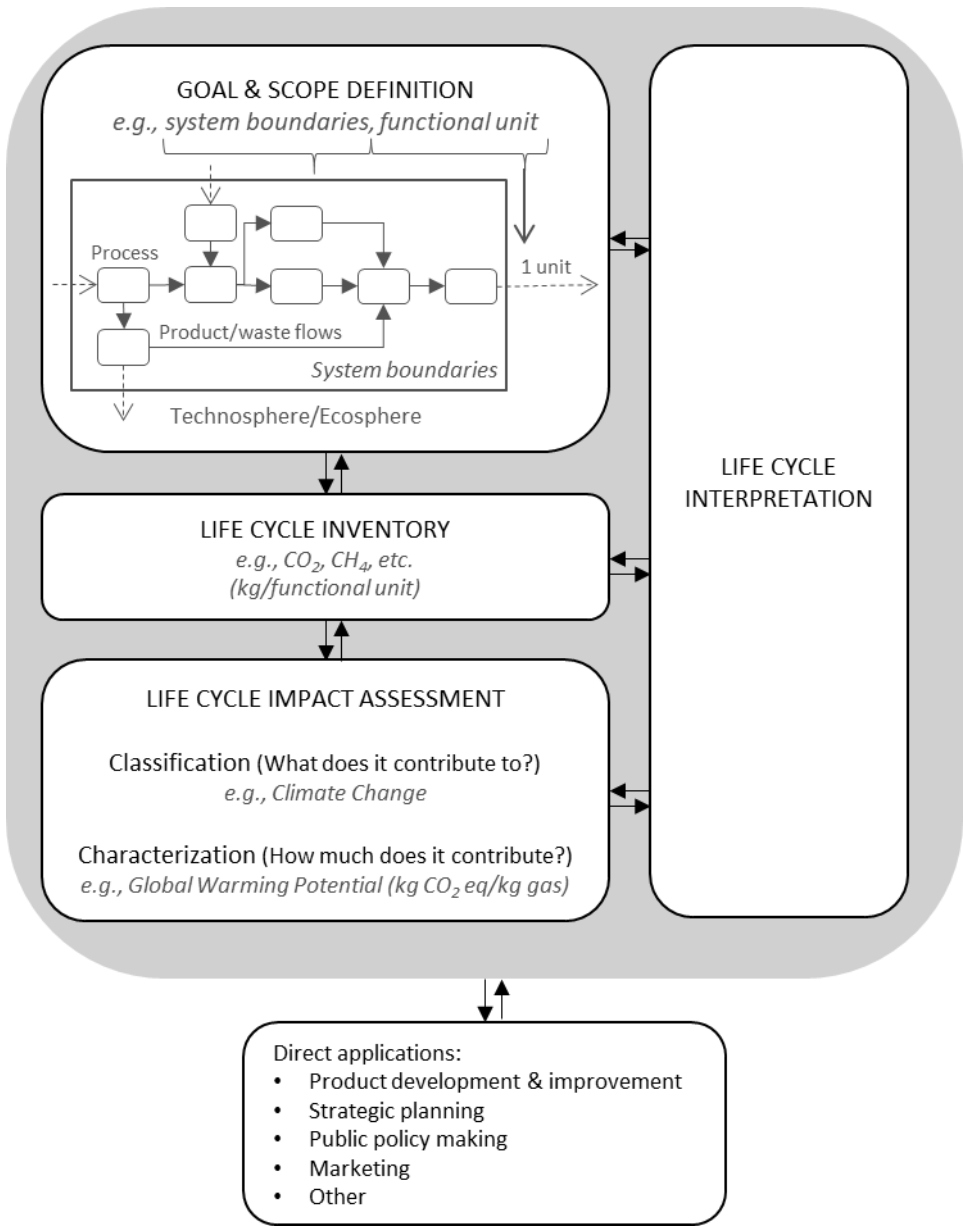 GOAL & SCOPE DEFINITION
e.g., system boundaries, functional unit
Process
1 unit
Product/waste flows
System boundaries
Technosphere/Ecosphere
LIFE CYCLE
INTERPRETATION
LIFE CYCLE INVENTORY
e.g., CO₂, CH₄, etc.
(kg/functional unit)
LIFE CYCLE IMPACT ASSESSMENT
Classification (What does it contribute to?)
e.g., Climate Change
Characterization (How much does it contribute?)
e.g., Global Warming Potential (kg CO₂ eq/kg gas)
Direct applications:
• Product development & improvement
• Strategic planning
• Public policy making
• Marketing
• Other